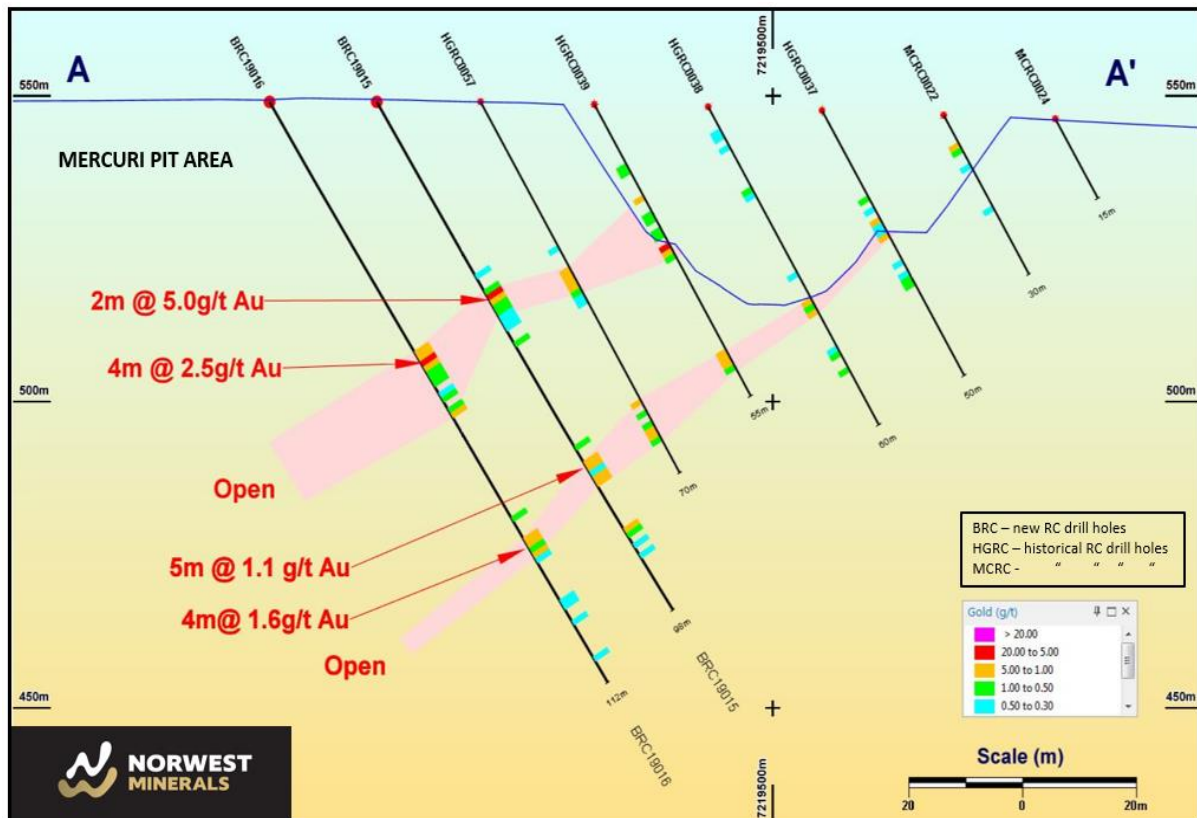 A
BRC19016
BRC19015
HGRC0057
HGRC0039
HGRC0038
7219500m
HGRC0037
MCRC0022
MCRC0024
A'
550m
550m
MERCURI PIT AREA
15m
30m
2m @ 5.0g/t Au
4m @ 2.5g/t Au
500m
500m
50m
55m
60m
Open
70m
5m @ 1.1 g/t Au
4m@ 1.6g/t Au
Open
98m
112m
BRC19015
BRC19016
BRC – new RC drill holes
HGRC – historical RC drill holes
MCRC - “ “ “ “
Gold (g/t)
> 20.00
20.00 to 5.00
5.00 to 1.00
1.00 to 0.50
0.50 to 0.30
450m
450m
7219500m
NORWEST
MINERALS
Scale (m)
20 0 20m